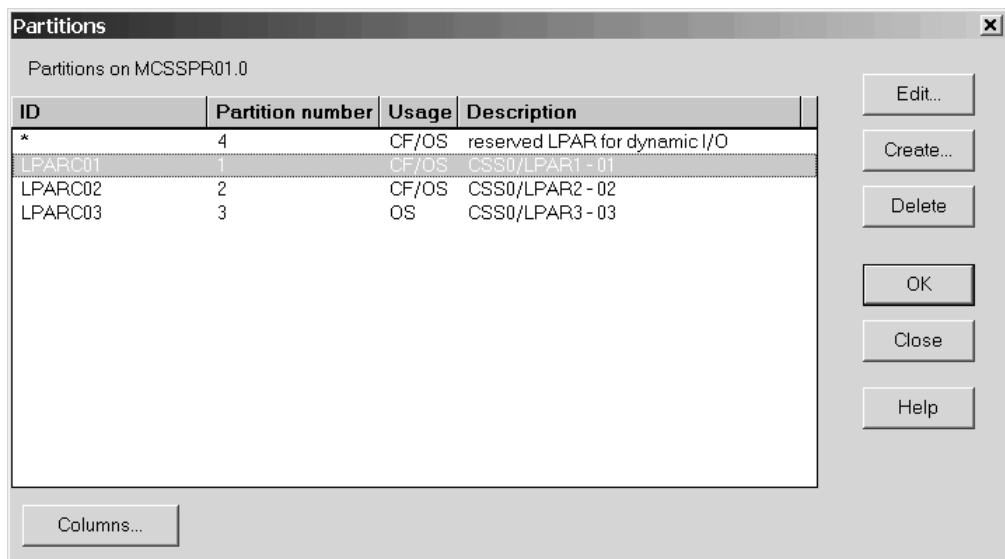 Partitions
Partitions on MCSSPR01.0
ID Partition number Usage Description
* 4 CF/OS reserved LPAR for dynamic I/O
LPARC01 1 CF/OS CSS0/LPAR1 - 01
LPARC02 2 CF/OS CSS0/LPAR2 - 02
LPARC03 3 OS CSS0/LPAR3 - 03
Edit...
Create...
Delete
OK
Close
Help
Columns...